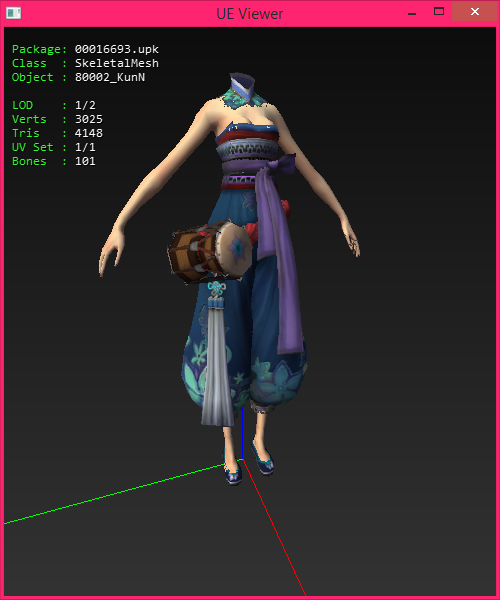 UE Viewer
Package: 00016693.upk
Class  : SkeletalMesh
Object : 80002_KunN
LOD    : 1/2
Verts  : 3025
Tris   : 4148
UV Set : 1/1
Bones  : 101